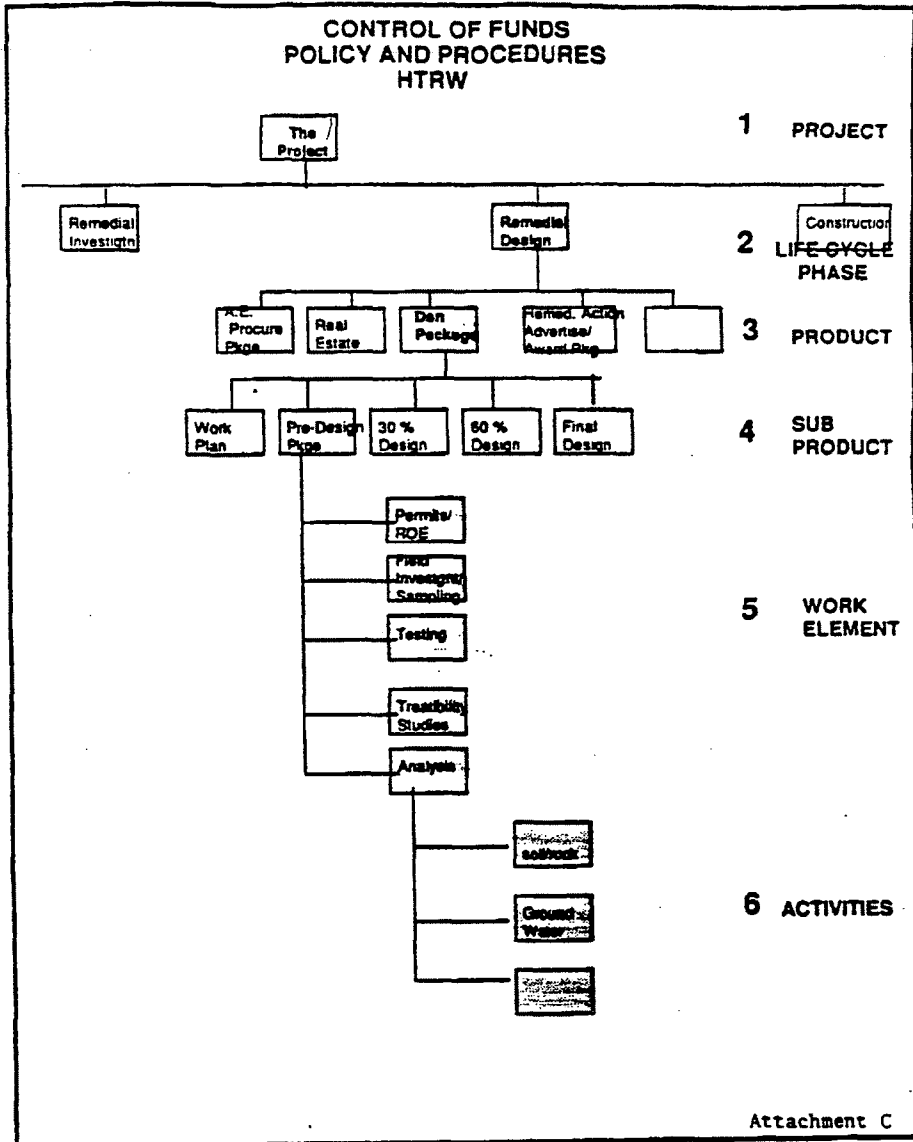 CONTROL OF FUNDS
POLICY AND PROCEDURES
HTRW
The
Project
1 PROJECT
Remedial
Investigtn
Remedial
Design
Construction
2 LIFE CYCLE
PHASE
A.E.
Procure
Pkge
Real
Estate
Dsn
Package
Remed. Action
Advertise/
Award Pkg
3 PRODUCT
Work
Plan
Pre-Design
Pkge
30 %
Design
60 %
Design
Final
Design
4 SUB
PRODUCT
Permits/
ROE
Field
Investgnt/
Sampling
Testing
Treatibility
Studies
Analysis
5 WORK
ELEMENT
soil/rock
Ground
Water
6 ACTIVITIES
Attachment C